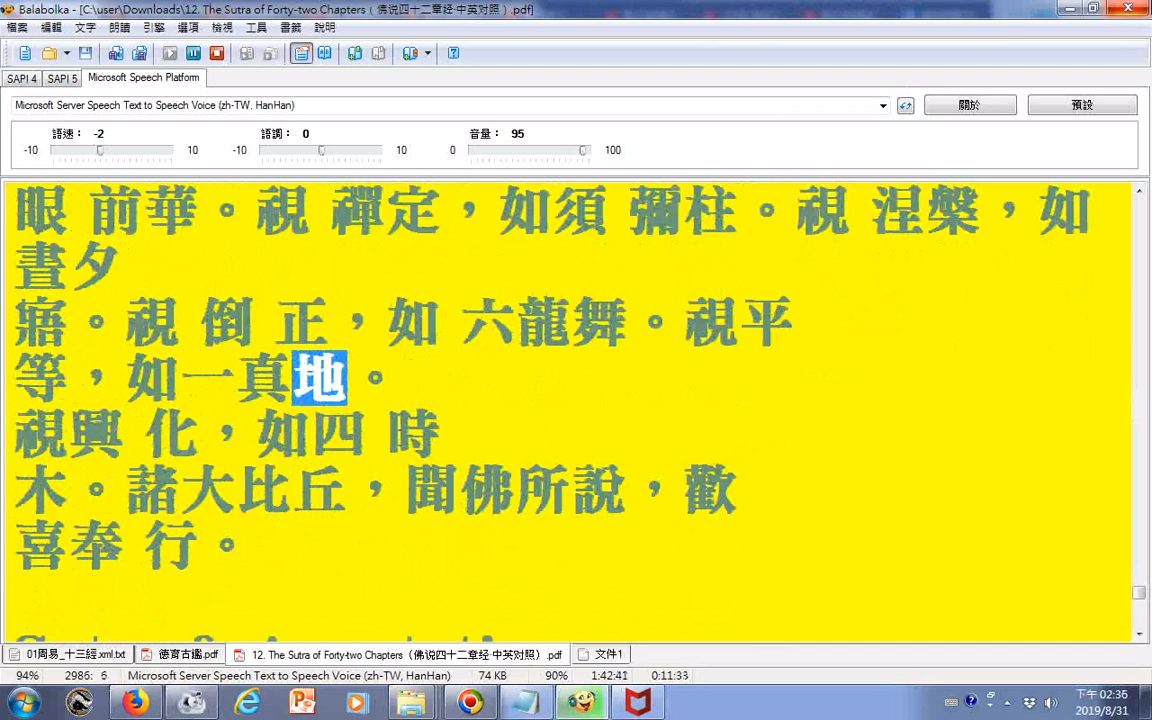 Balabolka - [C:\user\Downloads\12. The Sutra of Forty-two Chapters（佛说四十二章经·中英对照）.pdf]
檔案 編輯 文字 朗讀 引擎 選項 檢視 工具 書籤 說明
SAPI 4 SAPI 5 Microsoft Speech Platform
Microsoft Server Speech Text to Speech Voice (zh-TW, HanHan) 關於 預設
語速： -2 語調： 0 音量： 95
-10 10 -10 10 0 100
眼 前華。視 禪定，如須 彌柱。視 涅槃，如
晝夕
寤。視 倒 正，如 六龍舞。視平
等，如一真地。
視興 化，如四 時
木。諸大比丘，聞佛所說，歡
喜奉 行。
01周易_十三經.xml.txt 德育古鑑.pdf 12. The Sutra of Forty-two Chapters（佛说四十二章经·中英对照）.pdf 文件1
94% 2986: 6 Microsoft Server Speech Text to Speech Voice (zh-TW, HanHan) 74 KB 90% 1:42:41 0:11:33
下午 02:36
2019/8/31